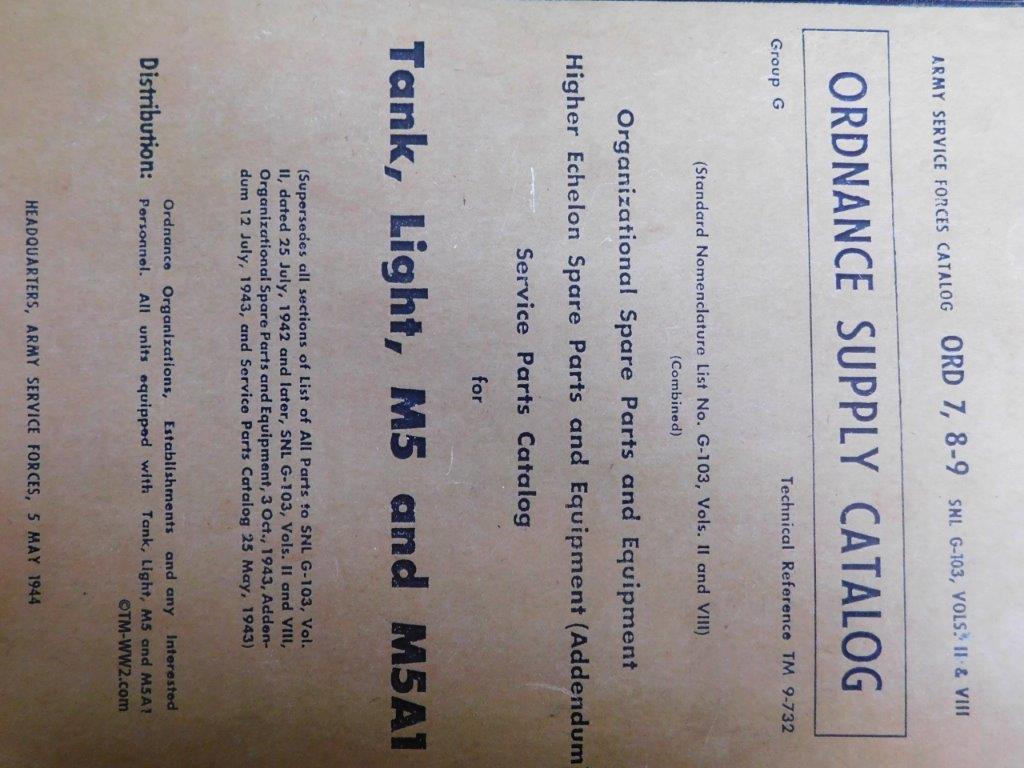 ARMY SERVICE FORCES CATALOG ORD 7, 8-9 SNL G-103, VOLS. II & VIII
ORDNANCE SUPPLY CATALOG
Group G Technical Reference TM 9-732
(Standard Nomenclature List No. G-103, Vols. II and VIII)
(Combined)
Organizational Spare Parts and Equipment
Higher Echelon Spare Parts and Equipment (Addendum
Service Parts Catalog
for
Tank, Light, M5 and M5A1
(Supersedes all sections of List of All Parts to SNL G-103, Vol.
II, dated 25 July, 1942 and later, SNL G-103, Vols. II and VIII,
Organizational Spare Parts and Equipment, 3 Oct., 1943, Adden-
dum 12 July, 1943, and Service Parts Catalog 25 May, 1943)
Distribution: Ordnance Organizations, Establishments and any Interested
Personnel. All units equipped with Tank, Light, M5 and M5A1
©TM-WW2.com
HEADQUARTERS, ARMY SERVICE FORCES, 5 MAY 1944